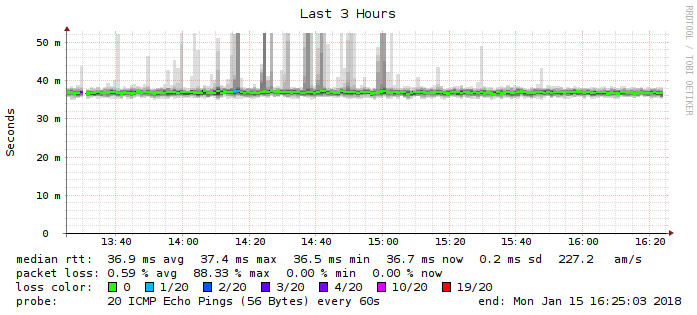 Last 3 Hours
RRDTOOL / TOBI OETIKER
Seconds
50 m
40 m
30 m
20 m
10 m
0
13:40 14:00 14:20 14:40 15:00 15:20 15:40 16:00 16:20
median rtt: 36.9 ms avg 37.4 ms max 36.5 ms min 36.7 ms now 0.2 ms sd 227.2 am/s
packet loss: 0.59 % avg 88.33 % max 0.00 % min 0.00 % now
loss color: 0 1/20 2/20 3/20 4/20 10/20 19/20
probe: 20 ICMP Echo Pings (56 Bytes) every 60s end: Mon Jan 15 16:25:03 2018